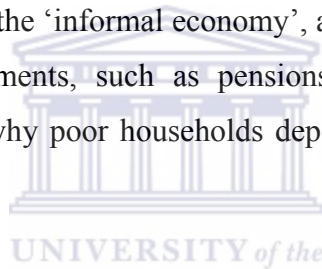 the ‘informal economy’, a
ments, such as pensions
why poor households dep
UNIVERSITY of the